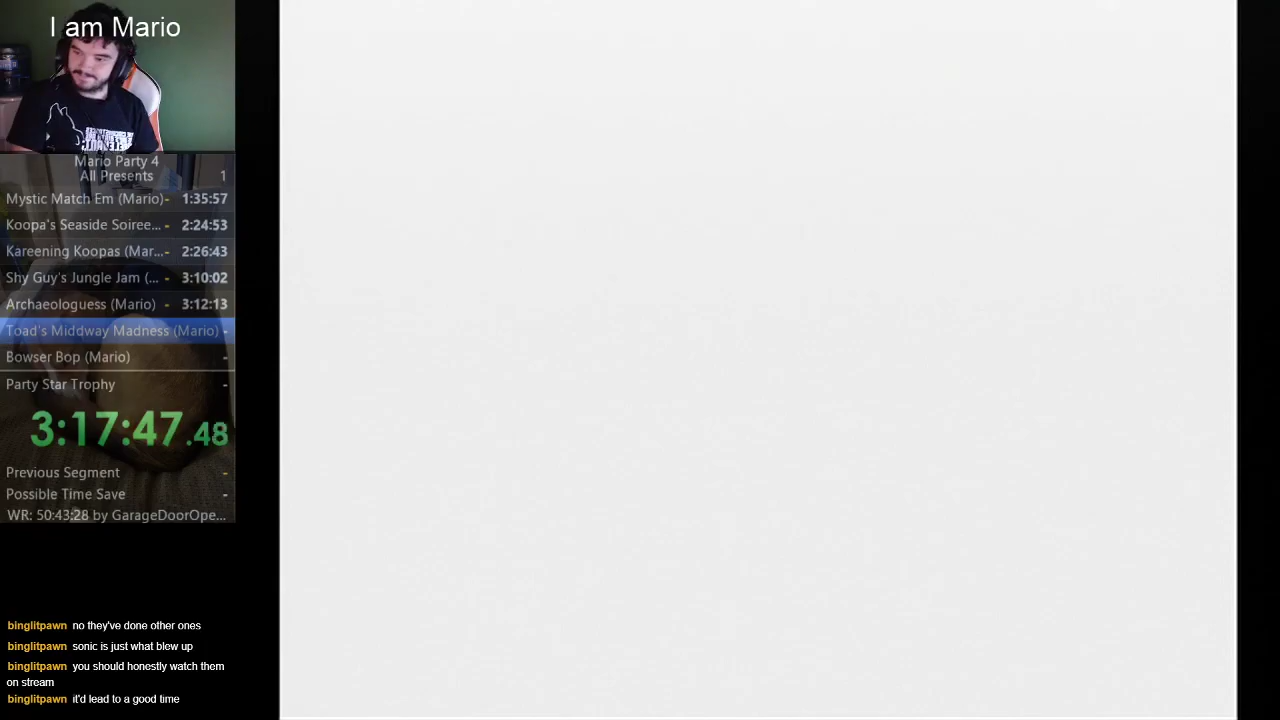 I am Mario
Mario Party 4
All Presents 1
Mystic Match Em (Mario) - 1:35:57
Koopa's Seaside Soiree... - 2:24:53
Kareening Koopas (Mar... - 2:26:43
Shy Guy's Jungle Jam (... - 3:10:02
Archaeologuess (Mario) - 3:12:13
Toad's Middway Madness (Mario) -
Bowser Bop (Mario) -
Party Star Trophy -
3:17:47.48
Previous Segment -
Possible Time Save -
WR: 50:43:28 by GarageDoorOpe...
binglitpawn no they've done other ones
binglitpawn sonic is just what blew up
binglitpawn you should honestly watch them
on stream
binglitpawn it'd lead to a good time